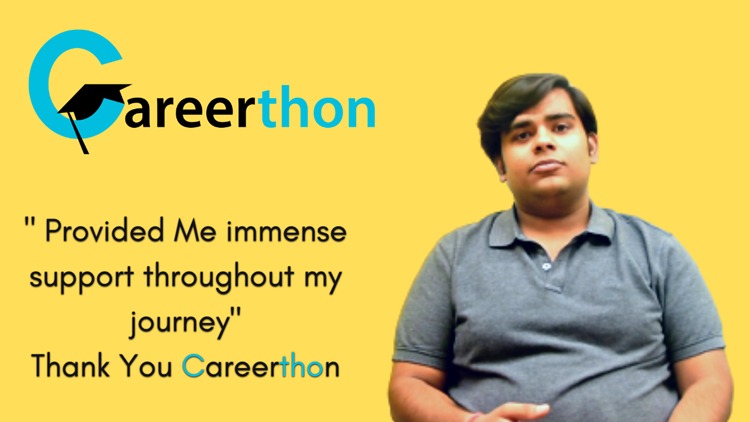 Careerthon
" Provided Me immense
support throughout my
journey"
Thank You Careerthon